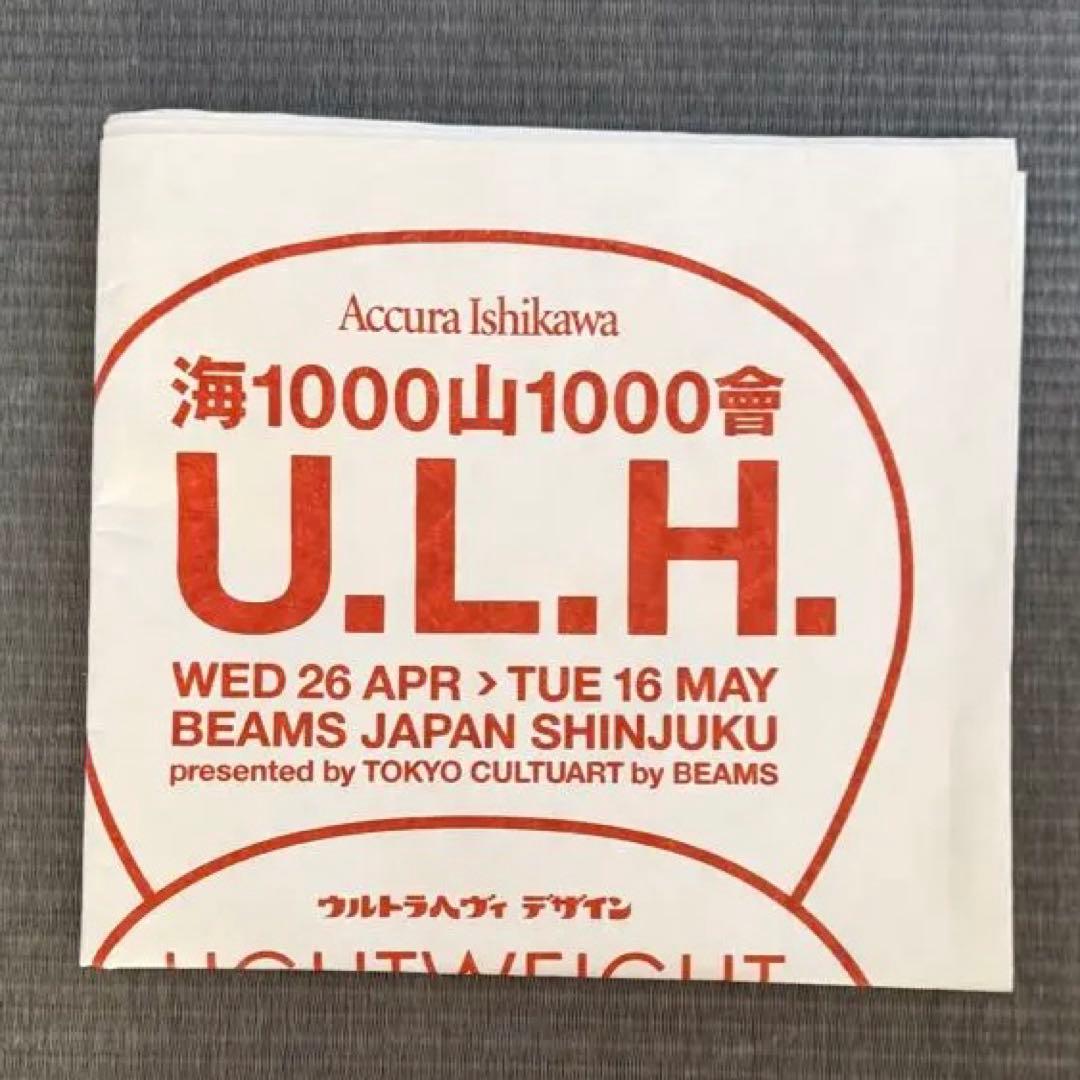 Accura Ishikawa
海1000山1000會
U.L.H.
WED 26 APR > TUE 16 MAY
BEAMS JAPAN SHINJUKU
presented by TOKYO CULTUART by BEAMS
ウルトラヘヴィ デザイン
LIGHTWEIGHT